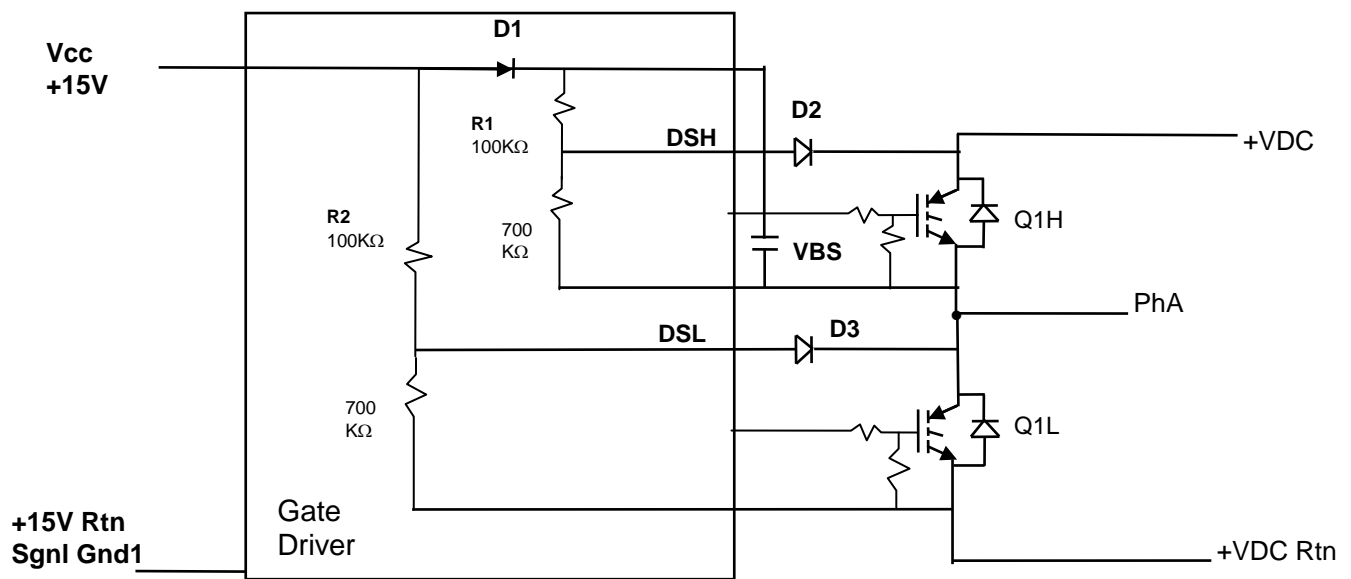 D1
Vcc
+15V
D2
R1
100KΩ
DSH
+VDC
R2
100KΩ
700
KΩ
VBS
Q1H
PhA
DSL
D3
700
KΩ
Q1L
Gate
Driver
+15V Rtn
Sgnl Gnd1
+VDC Rtn